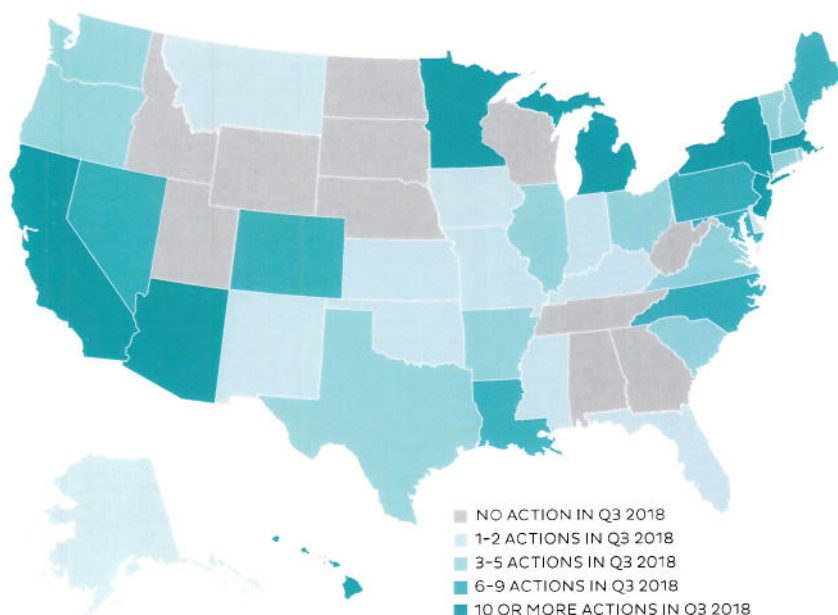 NO ACTION IN Q3 2018
1-2 ACTIONS IN Q3 2018
3-5 ACTIONS IN Q3 2018
6-9 ACTIONS IN Q3 2018
10 OR MORE ACTIONS IN Q3 2018